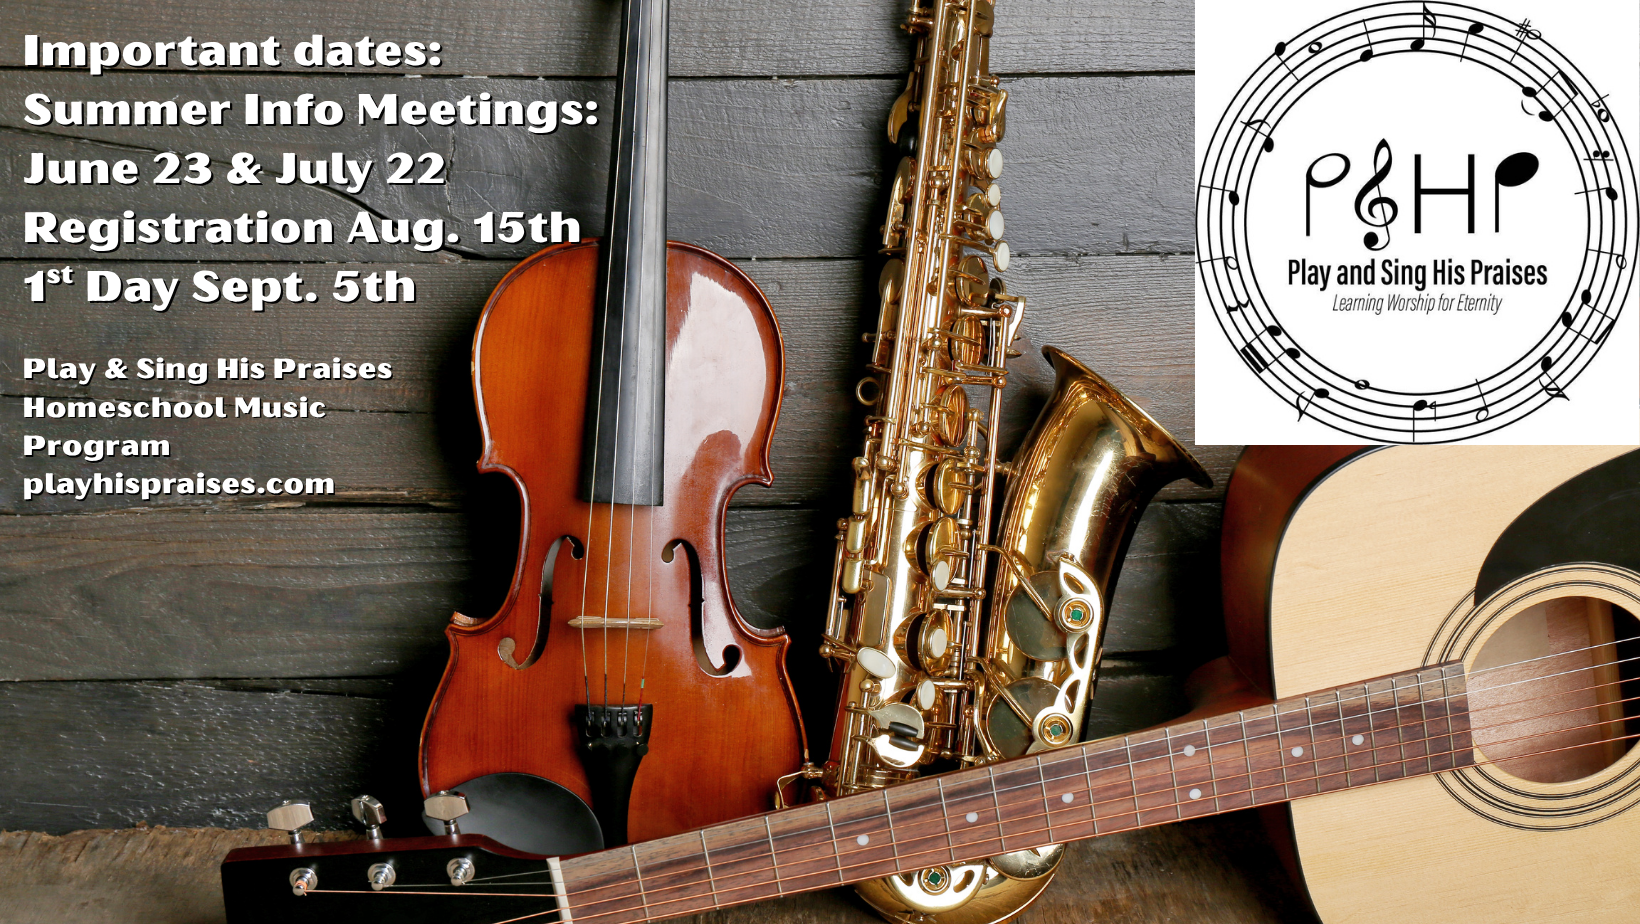 Important dates:
Summer Info Meetings:
June 23 & July 22
Registration Aug. 15th
1st Day Sept. 5th
Play & Sing His Praises
Homeschool Music
Program
playhispraises.com
PSHP
Play and Sing His Praises
Learning Worship for Eternity